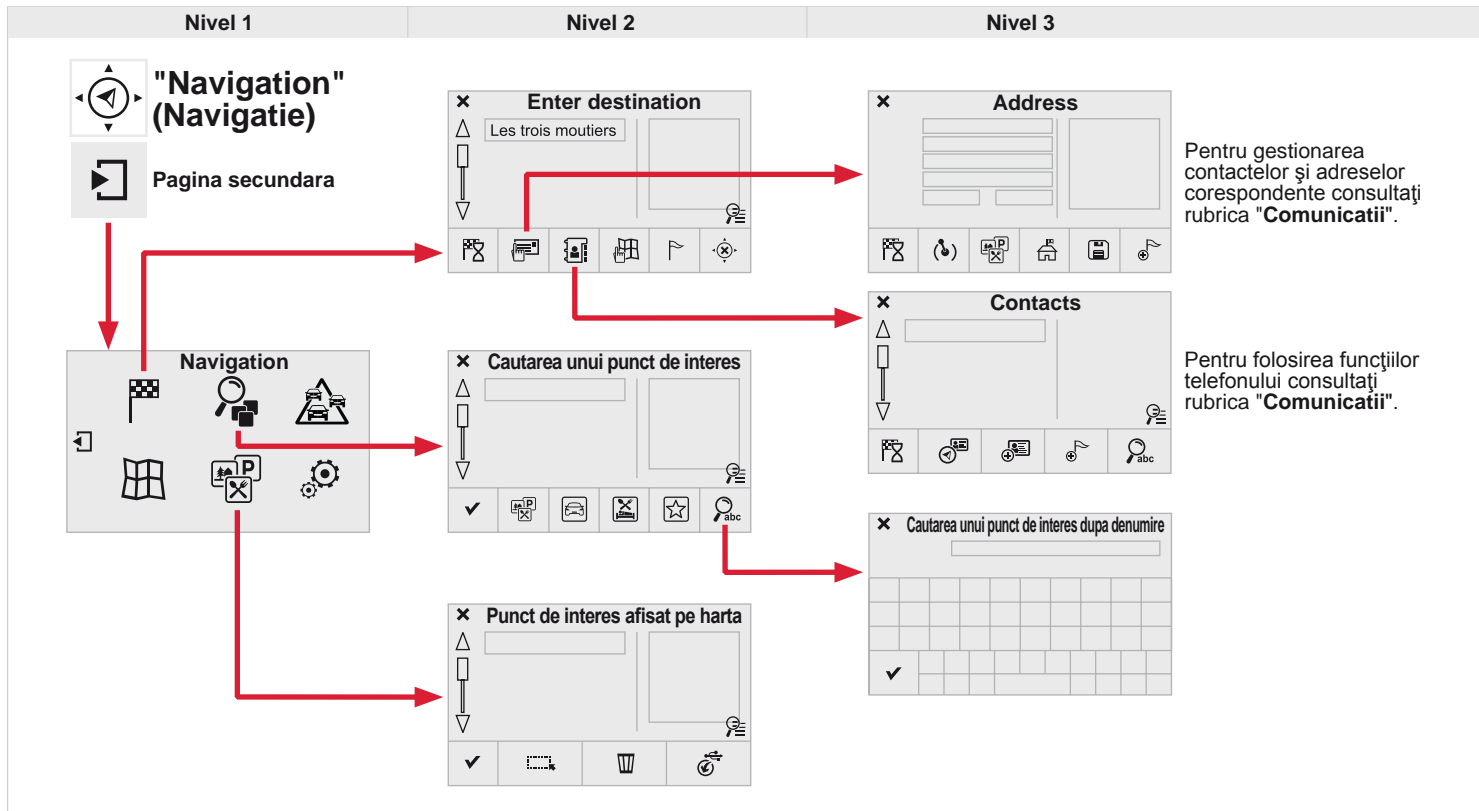 Nivel 1
Nivel 2
Nivel 3
"Navigation"
(Navigatie)
Pagina secundara
Navigation
P
Enter destination
Les trois moutiers
Address
P
Pentru gestionarea
contactelor şi adreselor
corespondente consultaţi
rubrica "Comunicatii".
Cautarea unui punct de interes
P
abc
Contacts
abc
Pentru folosirea funcţiilor
telefonului consultaţi
rubrica "Comunicatii".
Punct de interes afisat pe harta
Cautarea unui punct de interes dupa denumire